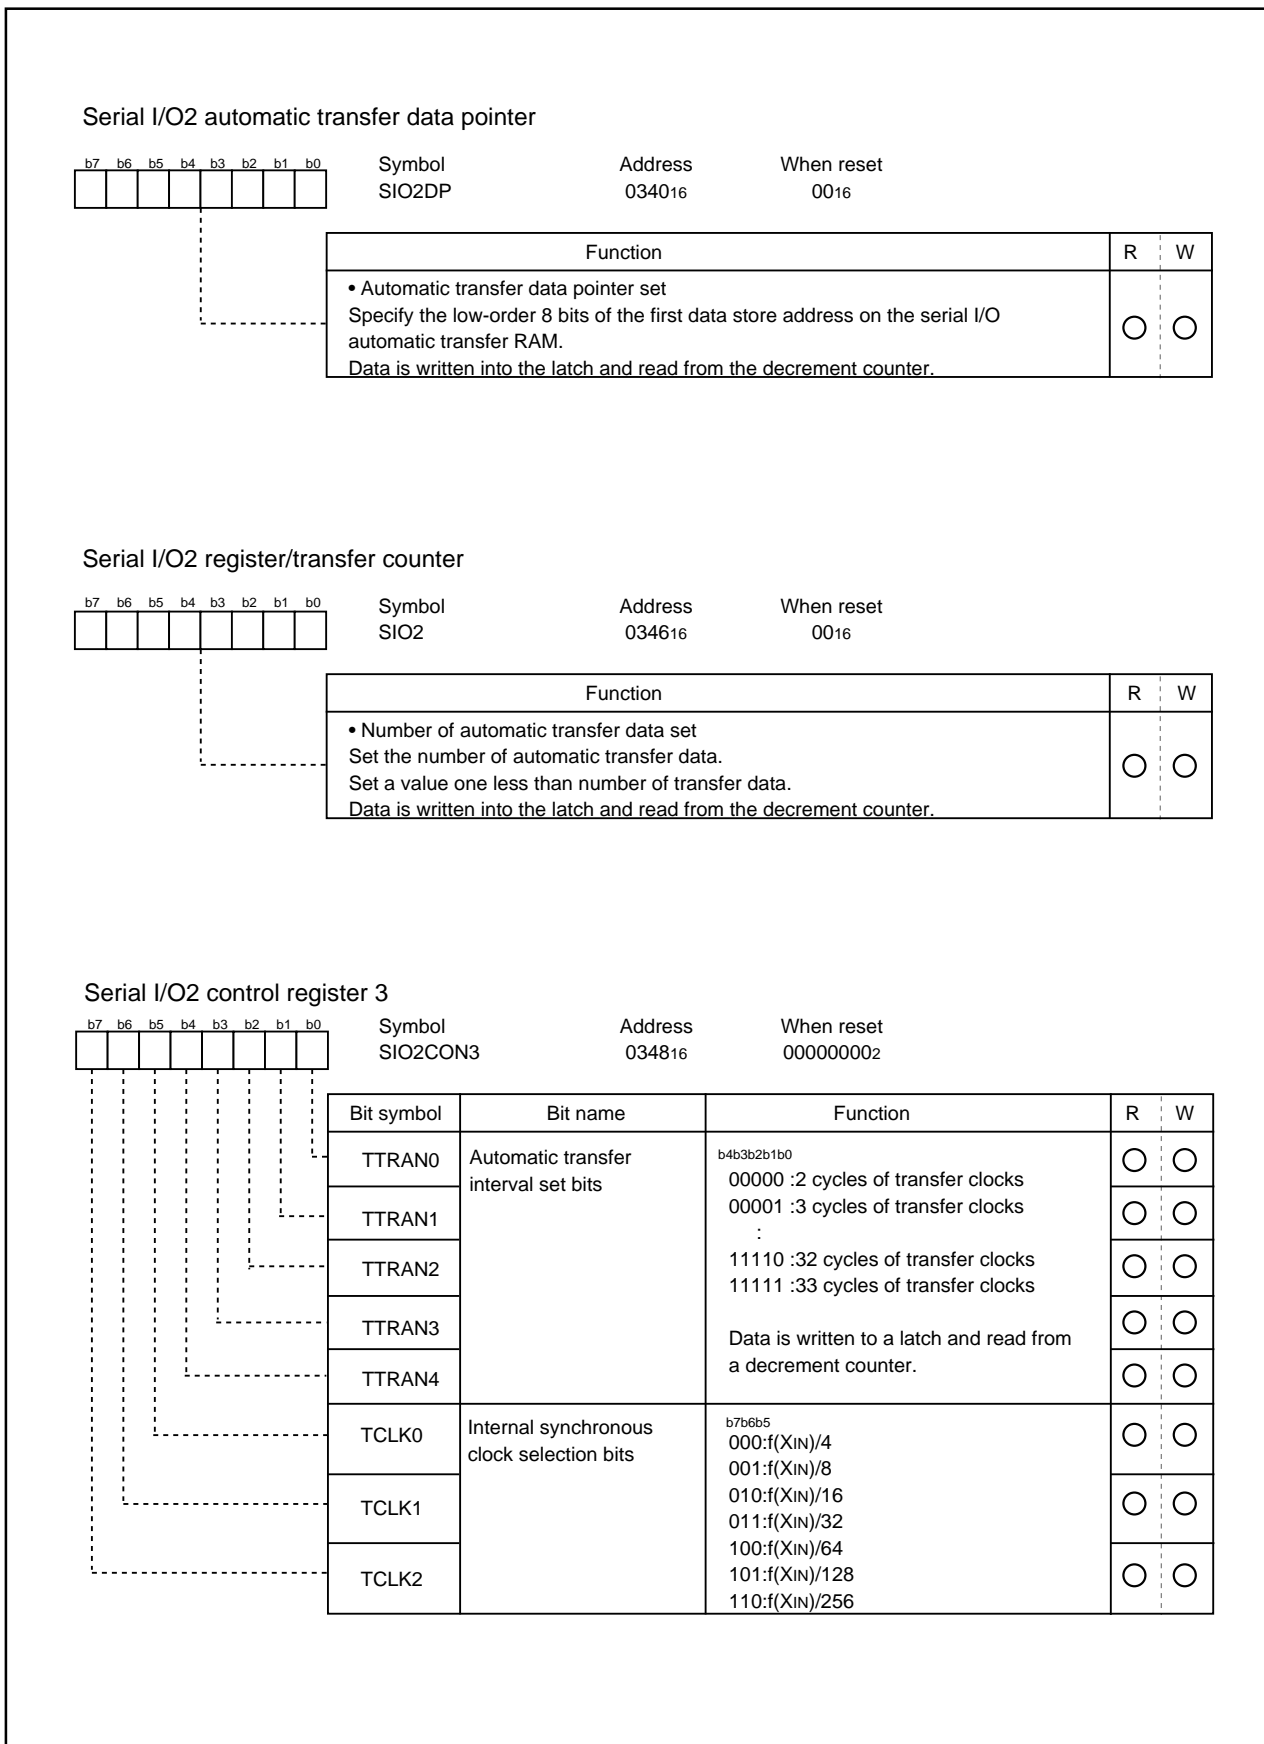 Serial I/O2 automatic transfer data pointer
b7 b6 b5 b4 b3 b2 b1 b0
Symbol Address When reset
SIO2DP 034016 0016
Function R W
• Automatic transfer data pointer set
Specify the low-order 8 bits of the first data store address on the serial I/O
automatic transfer RAM.
Data is written into the latch and read from the decrement counter.
Serial I/O2 register/transfer counter
b7 b6 b5 b4 b3 b2 b1 b0
Symbol Address When reset
SIO2 034616 0016
Function R W
• Number of automatic transfer data set
Set the number of automatic transfer data.
Set a value one less than number of transfer data.
Data is written into the latch and read from the decrement counter.
Serial I/O2 control register 3
b7 b6 b5 b4 b3 b2 b1 b0
Symbol Address When reset
SIO2CON3 034816 000000002
Bit symbol Bit name Function R W
TTRAN0
TTRAN1
TTRAN2
TTRAN3
TTRAN4
Automatic transfer
interval set bits
b4b3b2b1b0
00000 :2 cycles of transfer clocks
00001 :3 cycles of transfer clocks
:
11110 :32 cycles of transfer clocks
11111 :33 cycles of transfer clocks
Data is written to a latch and read from
a decrement counter.
TCLK0
TCLK1
TCLK2
Internal synchronous
clock selection bits
b7b6b5
000:f(XIN)/4
001:f(XIN)/8
010:f(XIN)/16
011:f(XIN)/32
100:f(XIN)/64
101:f(XIN)/128
110:f(XIN)/256